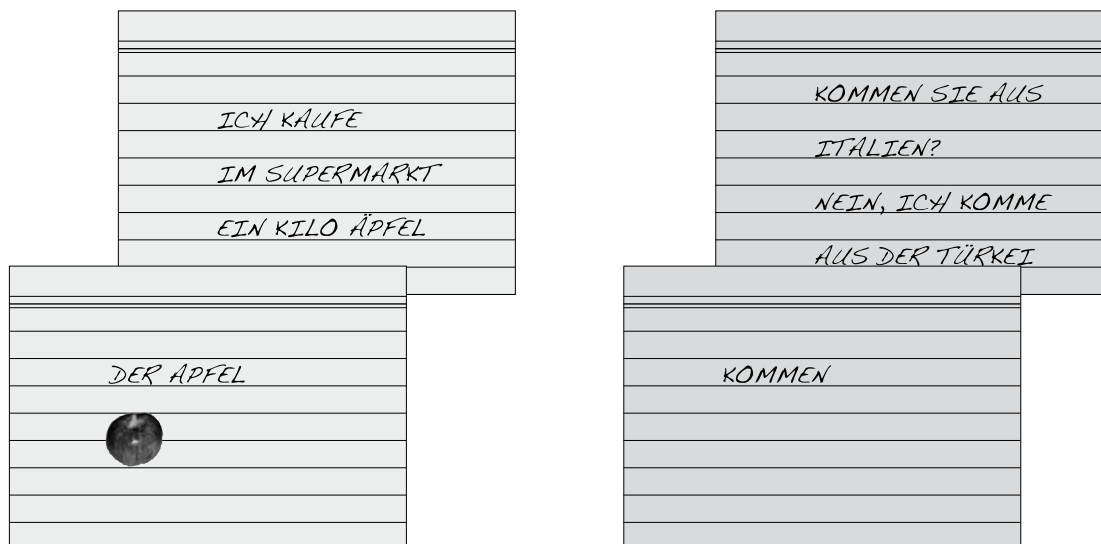 ICH KAUFE
IM SUPERMARKT
EIN KILO ÄPFEL
DER APFEL
KOMMEN SIE AUS
ITALIEN?
NEIN, ICH KOMME
AUS DER TÜRKEI
KOMMEN